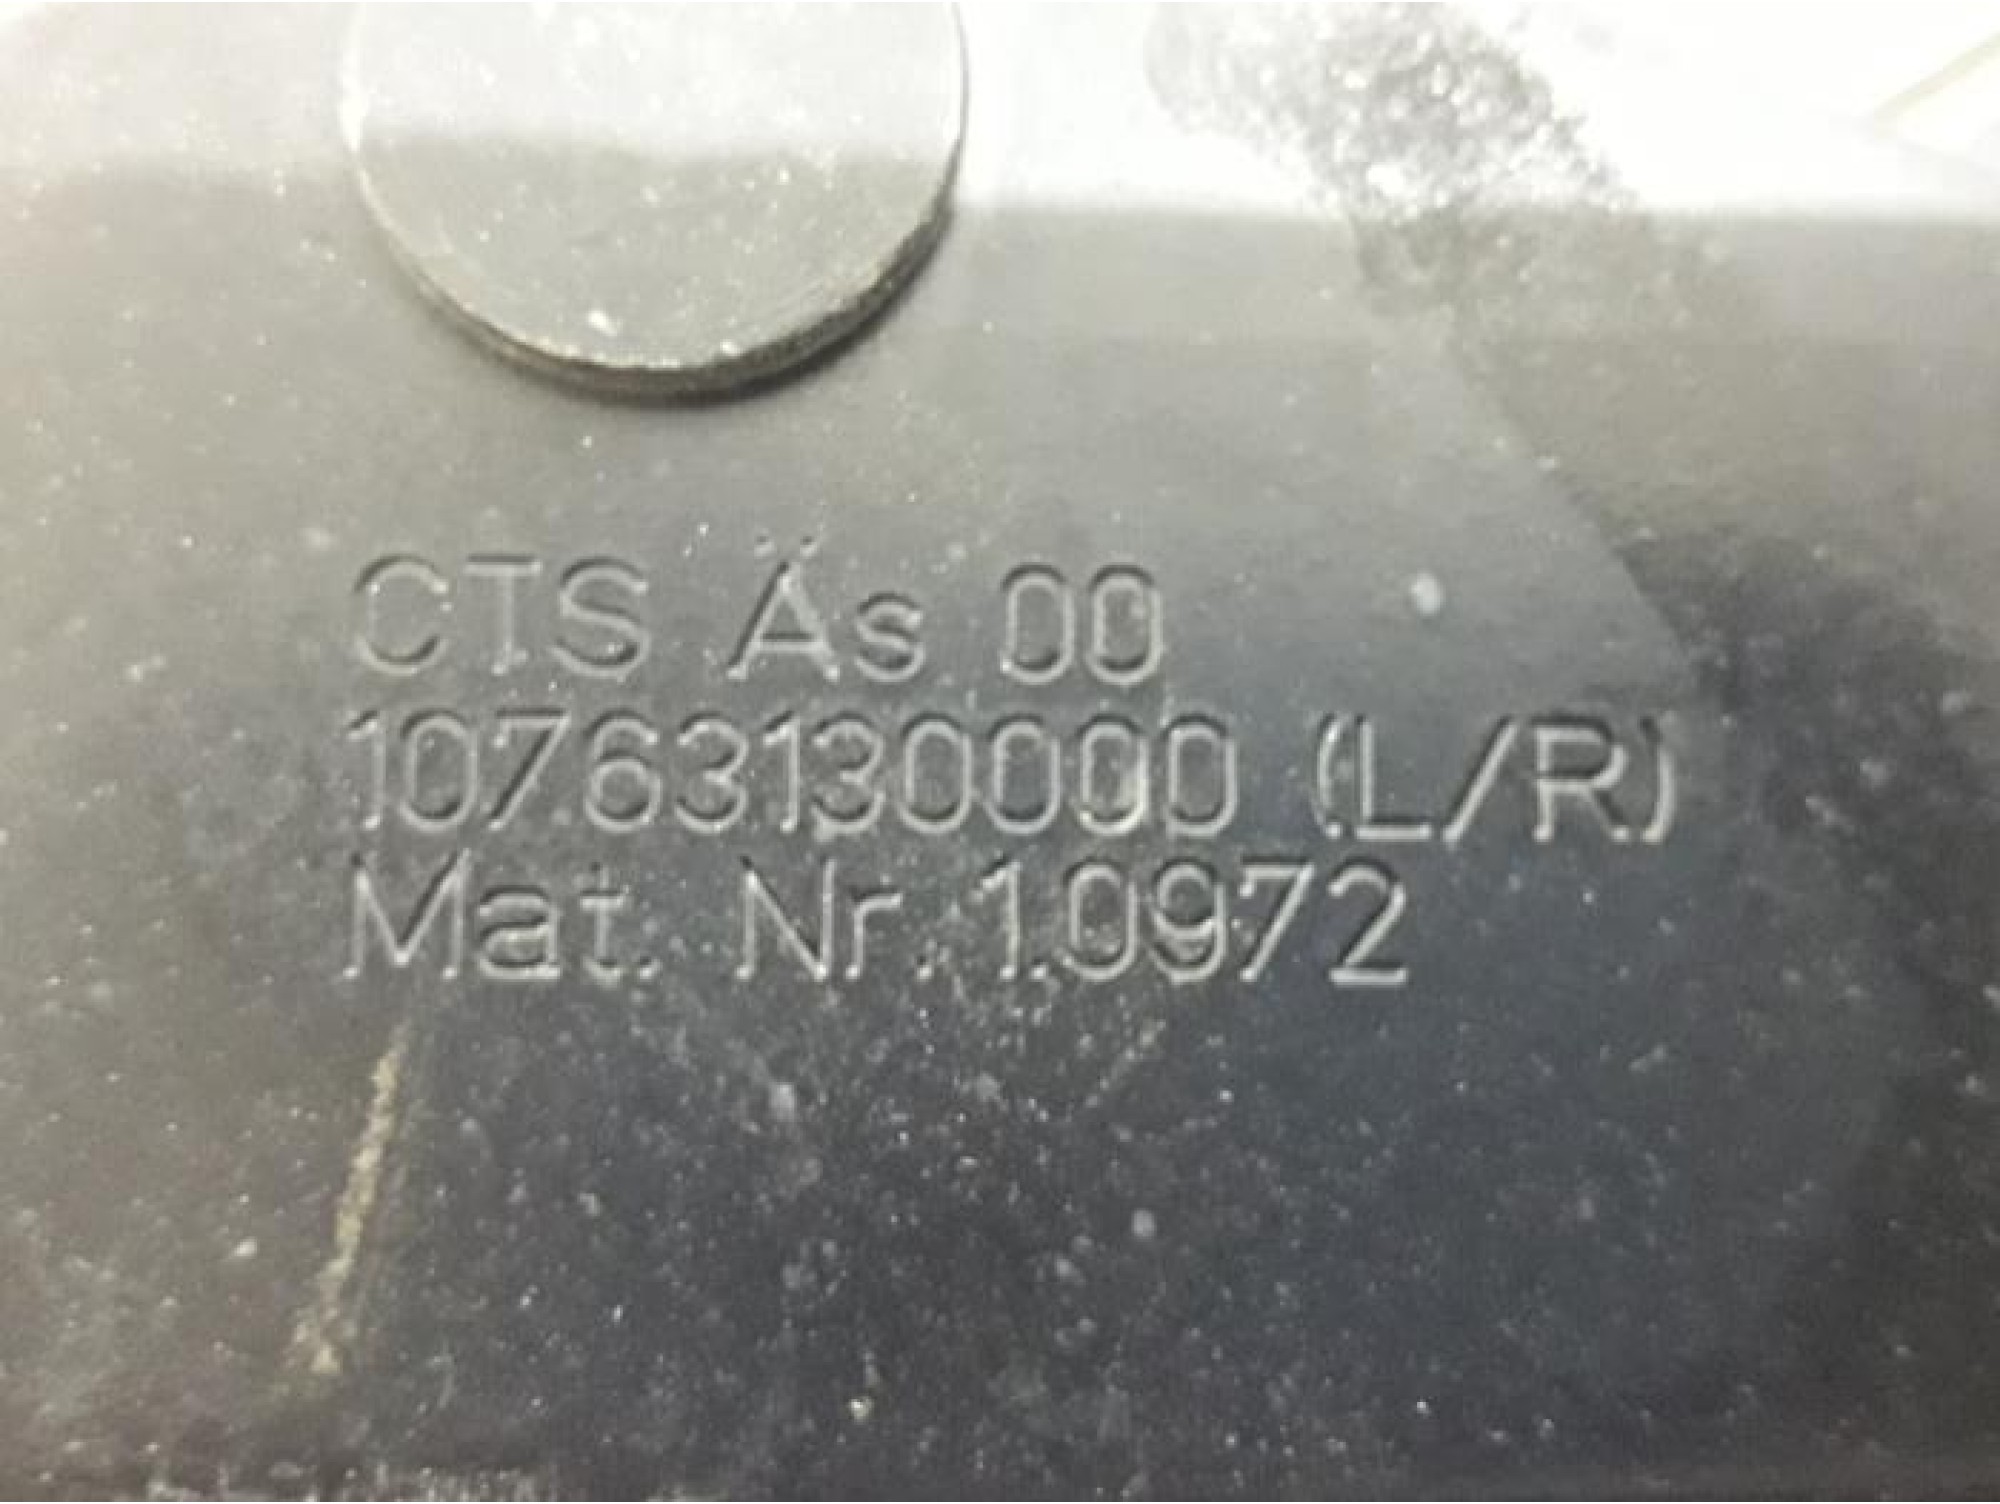 CTS Äs 00
10763130000 (L/R)
Mat. Nr. 1.0972